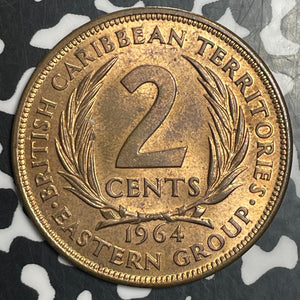 BRITISH CARIBBEAN TERRITORIES
2
CENTS
1964
EASTERN GROUP